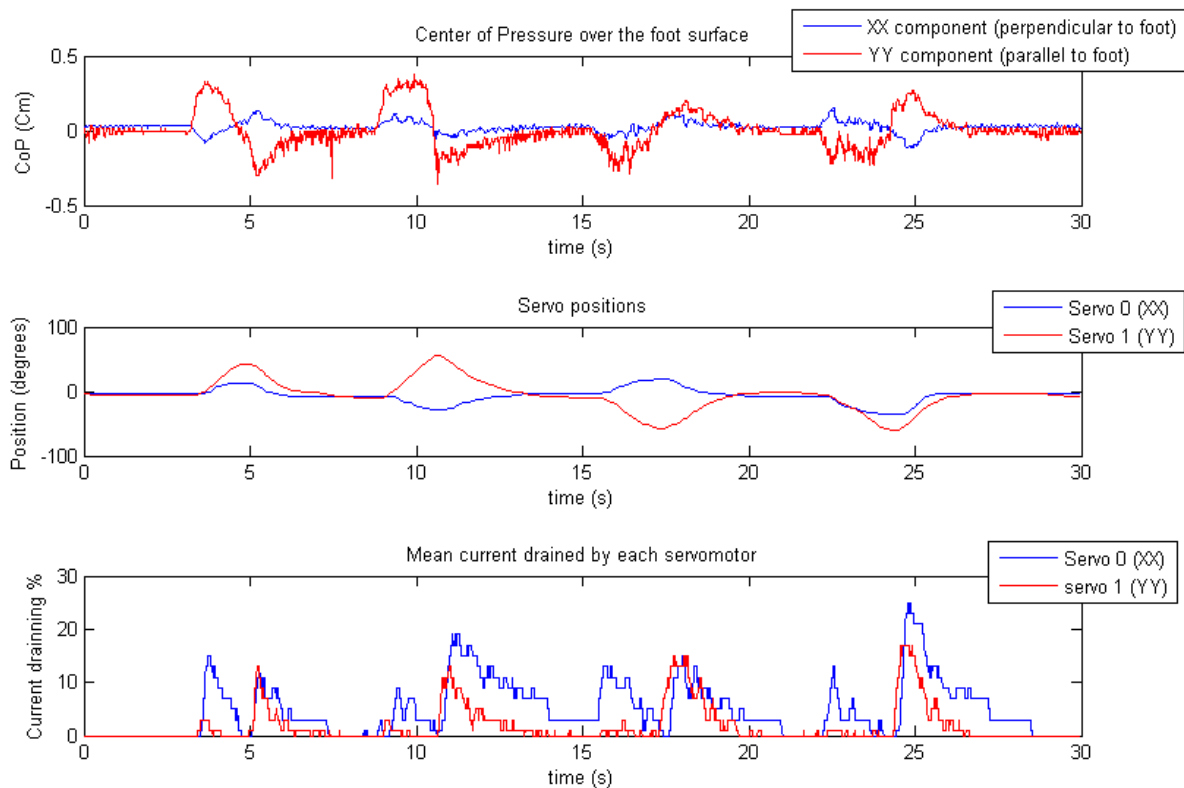 Center of Pressure over the foot surface
XX component (perpendicular to foot)
YY component (parallel to foot)
CoP (Cm)
0.5
0
-0.5
0 5 10 15 20 25 30
time (s)
Servo positions
Servo 0 (XX)
Servo 1 (YY)
Position (degrees)
100
0
-100
0 5 10 15 20 25 30
time (s)
Mean current drained by each servomotor
Servo 0 (XX)
servo 1 (YY)
Current drainning %
30
20
10
0
0 5 10 15 20 25 30
time (s)